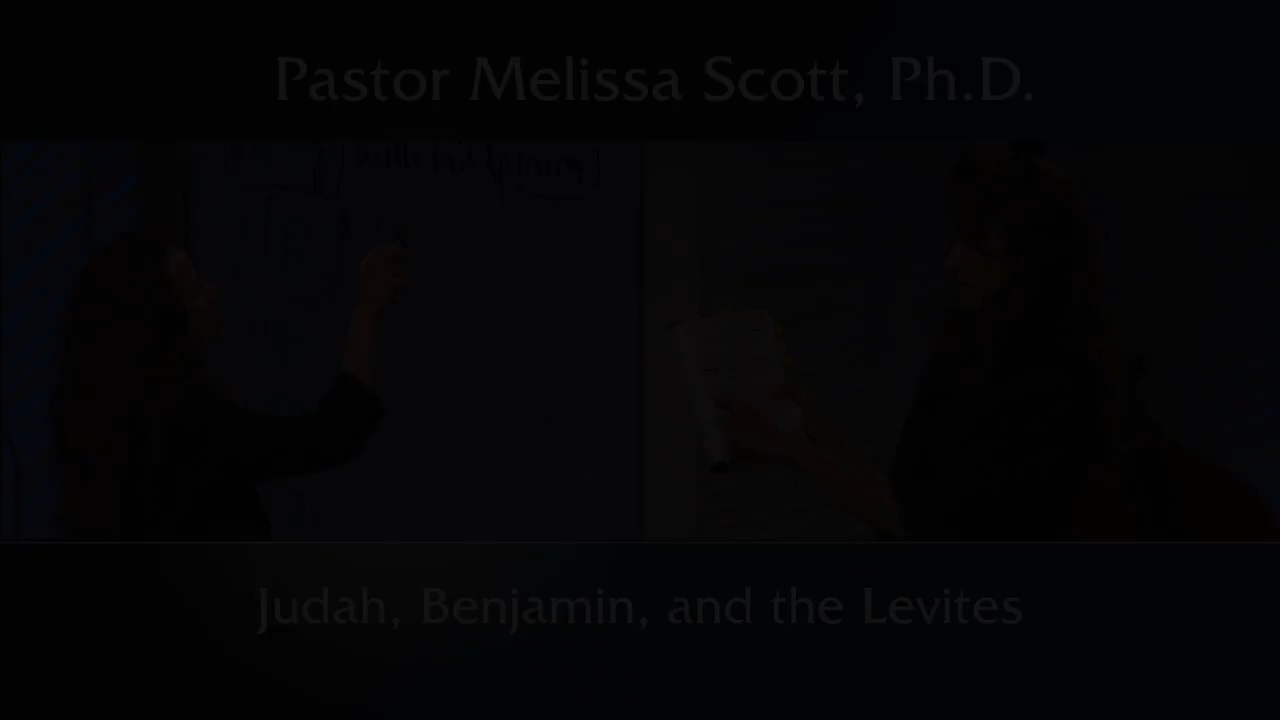 Pastor Melissa Scott, Ph.D.
Judah, Benjamin, and the Levites